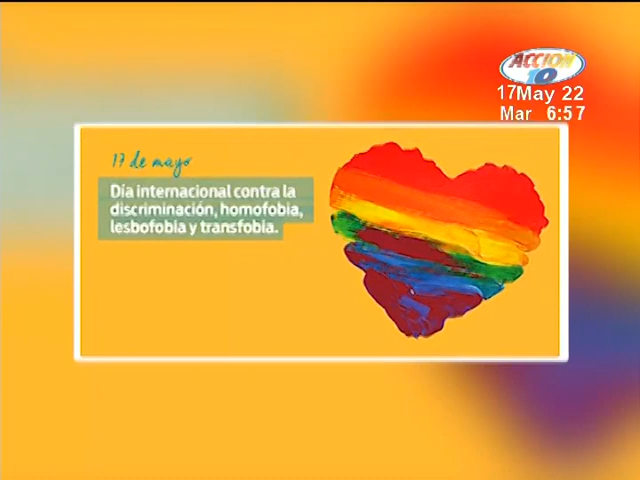 ACCION
10
17May 22
Mar 6:57
17 de mayo
Día internacional contra la
discriminación, homofobia,
lesbofobia y transfobia.